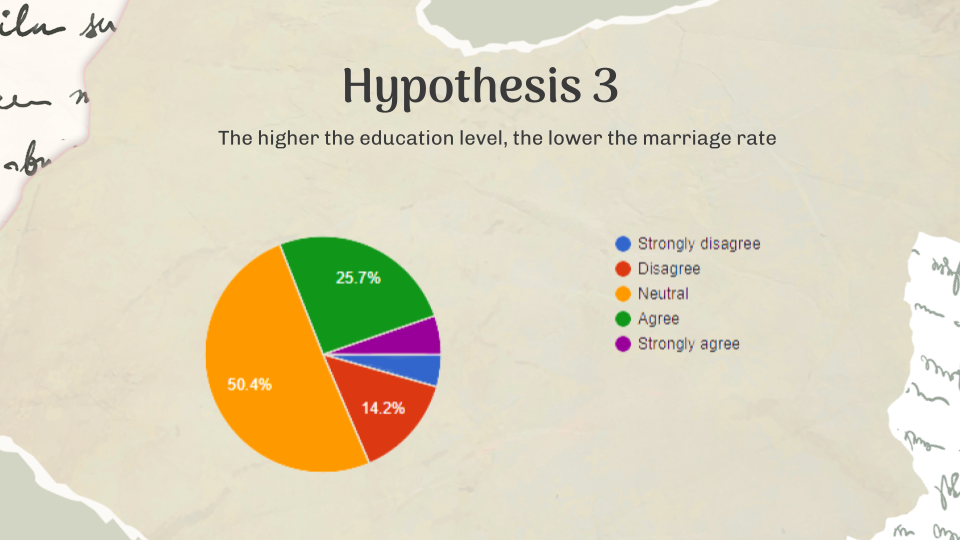 Hypothesis 3
The higher the education level, the lower the marriage rate
Strongly disagree
Disagree
Neutral
Agree
Strongly agree
25.7%
50.4%
14.2%